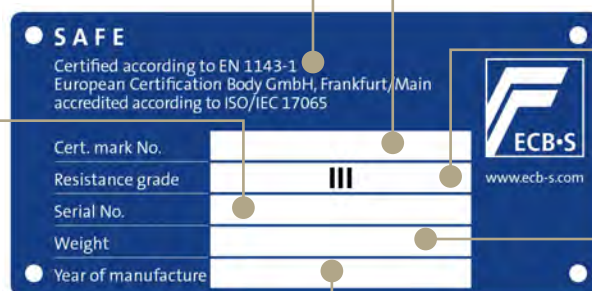 SAFE
Certified according to EN 1143-1
European Certification Body GmbH, Frankfurt/Main
accredited according to ISO/IEC 17065
ECB•S
www.ecb-s.com
Cert. mark No.
Resistance grade III
Serial No.
Weight
Year of manufacture